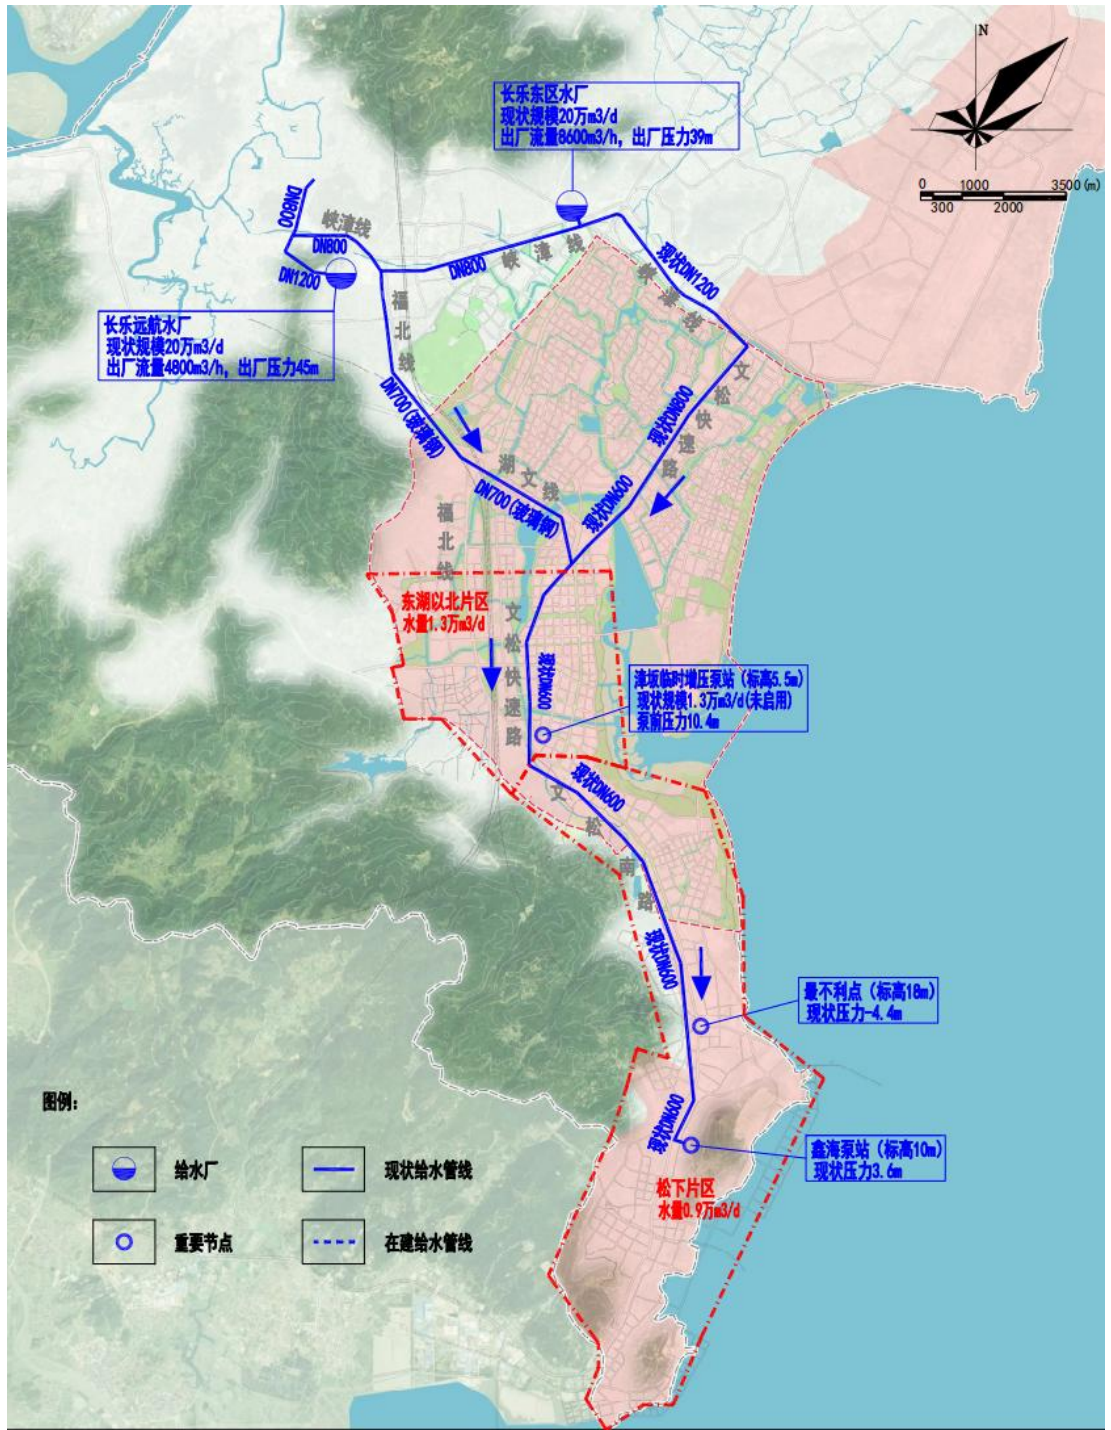 N
0 1000 3500(m)
300 2000
长乐东区水厂
现状规模20万m3/d
出厂流量8600m3/h，出厂压力39m
DN800
峡漳线
DN800
DN1200
长乐远航水厂
现状规模20万m3/d
出厂流量4800m3/h，出厂压力45m
DN800
峡漳线
现状DN1200
峡漳线
福北线
DN700(玻璃钢)
湖文线
DN700(玻璃钢)
文松快速路
现状DN800
现状DN600
福北线
东湖以北片区
水量1.3万m3/d
文松快速路
现状DN600
漳坂临时增压泵站（标高5.5m）
现状规模1.3万m3/d(未启用)
泵前压力10.4m
现状DN600
文松南路
现状DN600
最不利点（标高18m）
现状压力-4.4m
现状DN600
鑫海泵站（标高10m）
现状压力3.6m
松下片区
水量0.9万m3/d
图例：
给水厂
现状给水管线
重要节点
在建给水管线